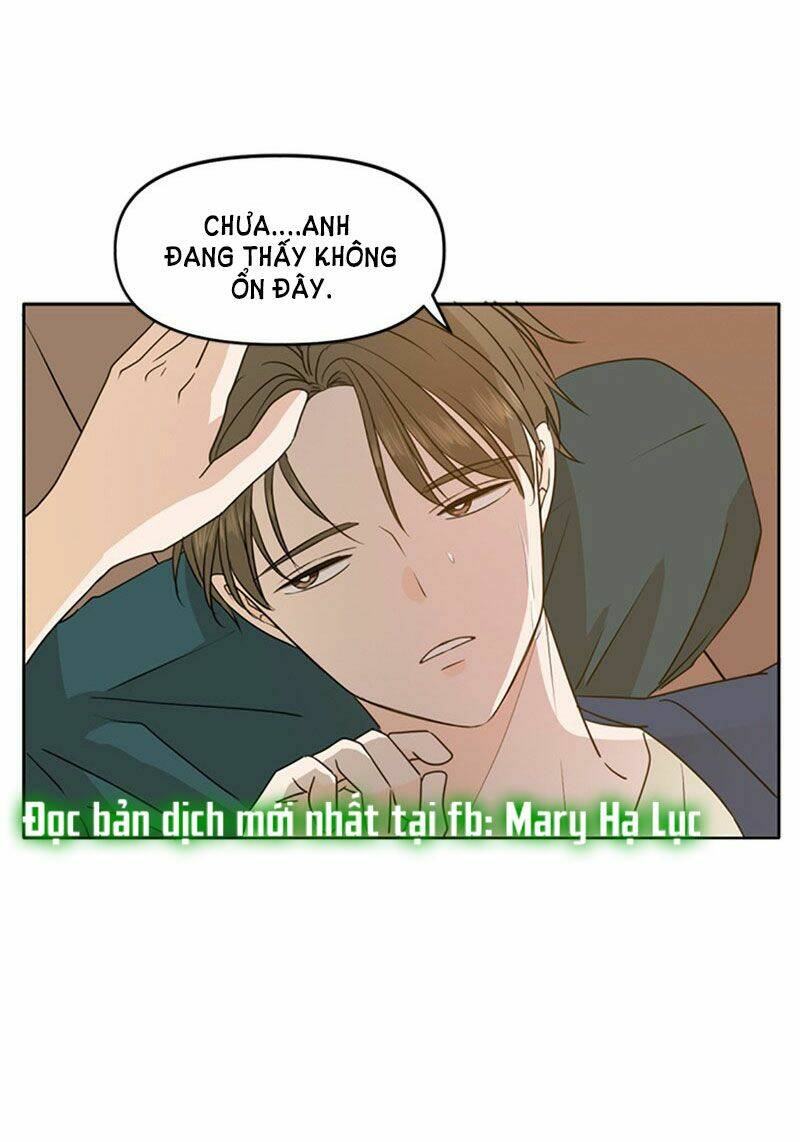 CHƯA....ANH
ĐANG THẤY KHÔNG
ỔN ĐÂY.
Đọc bản dịch mới nhất tại fb: Mary Hạ Lục